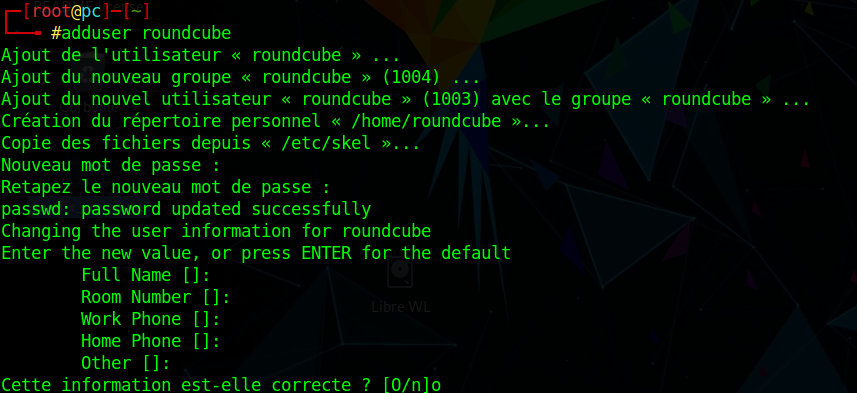 ┌─[root@pc]─[~]
└──╼ #adduser roundcube
Ajout de l'utilisateur « roundcube » ...
Ajout du nouveau groupe « roundcube » (1004) ...
Ajout du nouvel utilisateur « roundcube » (1003) avec le groupe « roundcube » ...
Création du répertoire personnel « /home/roundcube »...
Copie des fichiers depuis « /etc/skel »...
Nouveau mot de passe :
Retapez le nouveau mot de passe :
passwd: password updated successfully
Changing the user information for roundcube
Enter the new value, or press ENTER for the default
Full Name []:
Room Number []:
Libre WL
Work Phone []:
Home Phone []:
Other []:
Cette information est-elle correcte ? [O/n]o